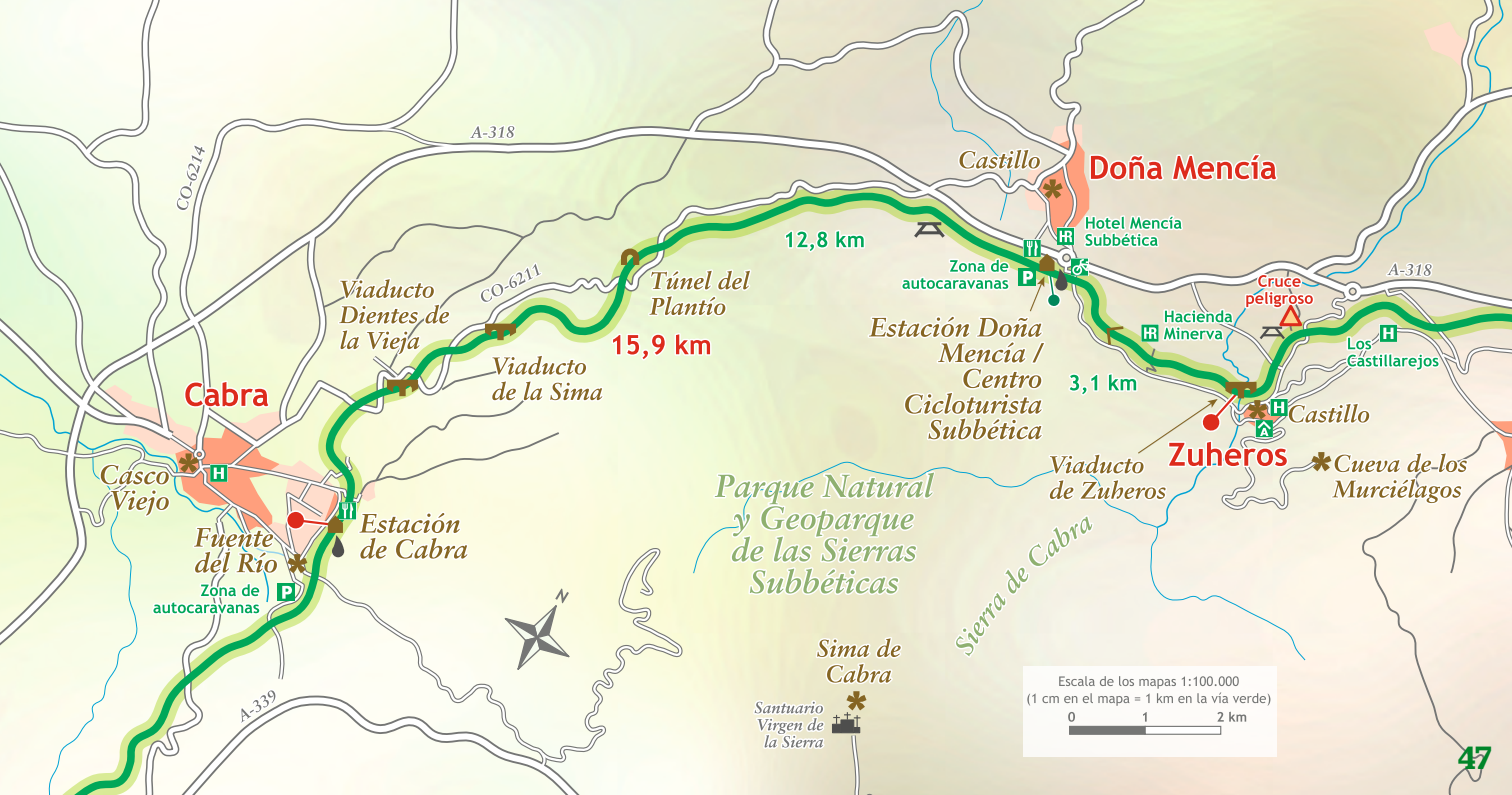 A-318
CO-6214
Castillo
Doña Mencía
Hotel Mencía
Subbética
HR
12,8 km
Zona de
autocaravanas
P
CO-6211
Túnel del
Plantío
Viaducto
Dientes de
la Vieja
15,9 km
Viaducto
de la Sima
A-318
Cruce
peligroso
Hacienda
Minerva
HR
H
Los
Castillarejos
Estación Doña
Mencía /
Centro
Cicloturista
Subbética
3,1 km
Cabra
Casco
Viejo
H
H
Castillo
A
Zuheros
Viaducto
de Zuheros
Cueva de los
Murciélagos
Estación
de Cabra
Fuente
del Río
Zona de
autocaravanas
P
Parque Natural
y Geoparque
de las Sierras
Subbéticas
Sierra de Cabra
N
Sima de
Cabra
Santuario
Virgen de
la Sierra
A-339
Escala de los mapas 1:100.000
(1 cm en el mapa = 1 km en la vía verde)
0 1 2 km
47